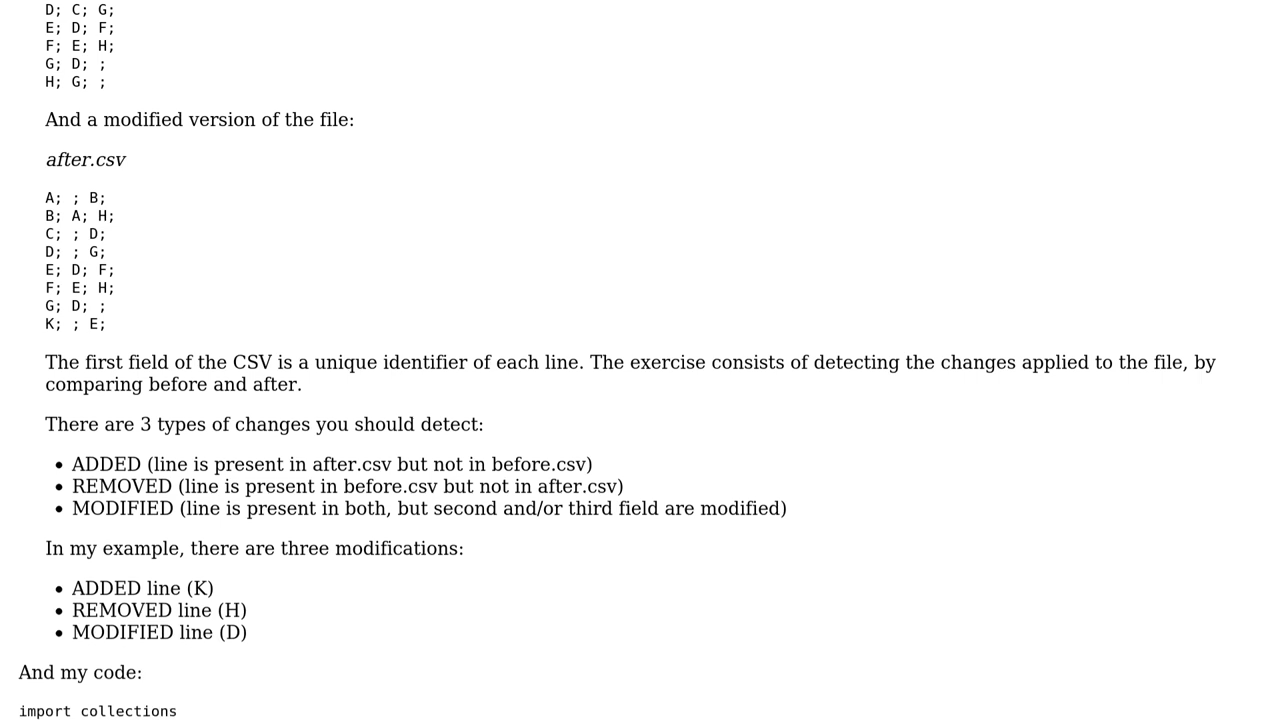 D; C; G;
E; D; F;
F; E; H;
G; D; ;
H; G; ;
And a modified version of the file:
after.csv
A; ; B;
B; A; H;
C; ; D;
D; ; G;
E; D; F;
F; E; H;
G; D; ;
K; ; E;
The first field of the CSV is a unique identifier of each line. The exercise consists of detecting the changes applied to the file, by
comparing before and after.
There are 3 types of changes you should detect:
• ADDED (line is present in after.csv but not in before.csv)
• REMOVED (line is present in before.csv but not in after.csv)
• MODIFIED (line is present in both, but second and/or third field are modified)
In my example, there are three modifications:
• ADDED line (K)
• REMOVED line (H)
• MODIFIED line (D)
And my code:
import collections